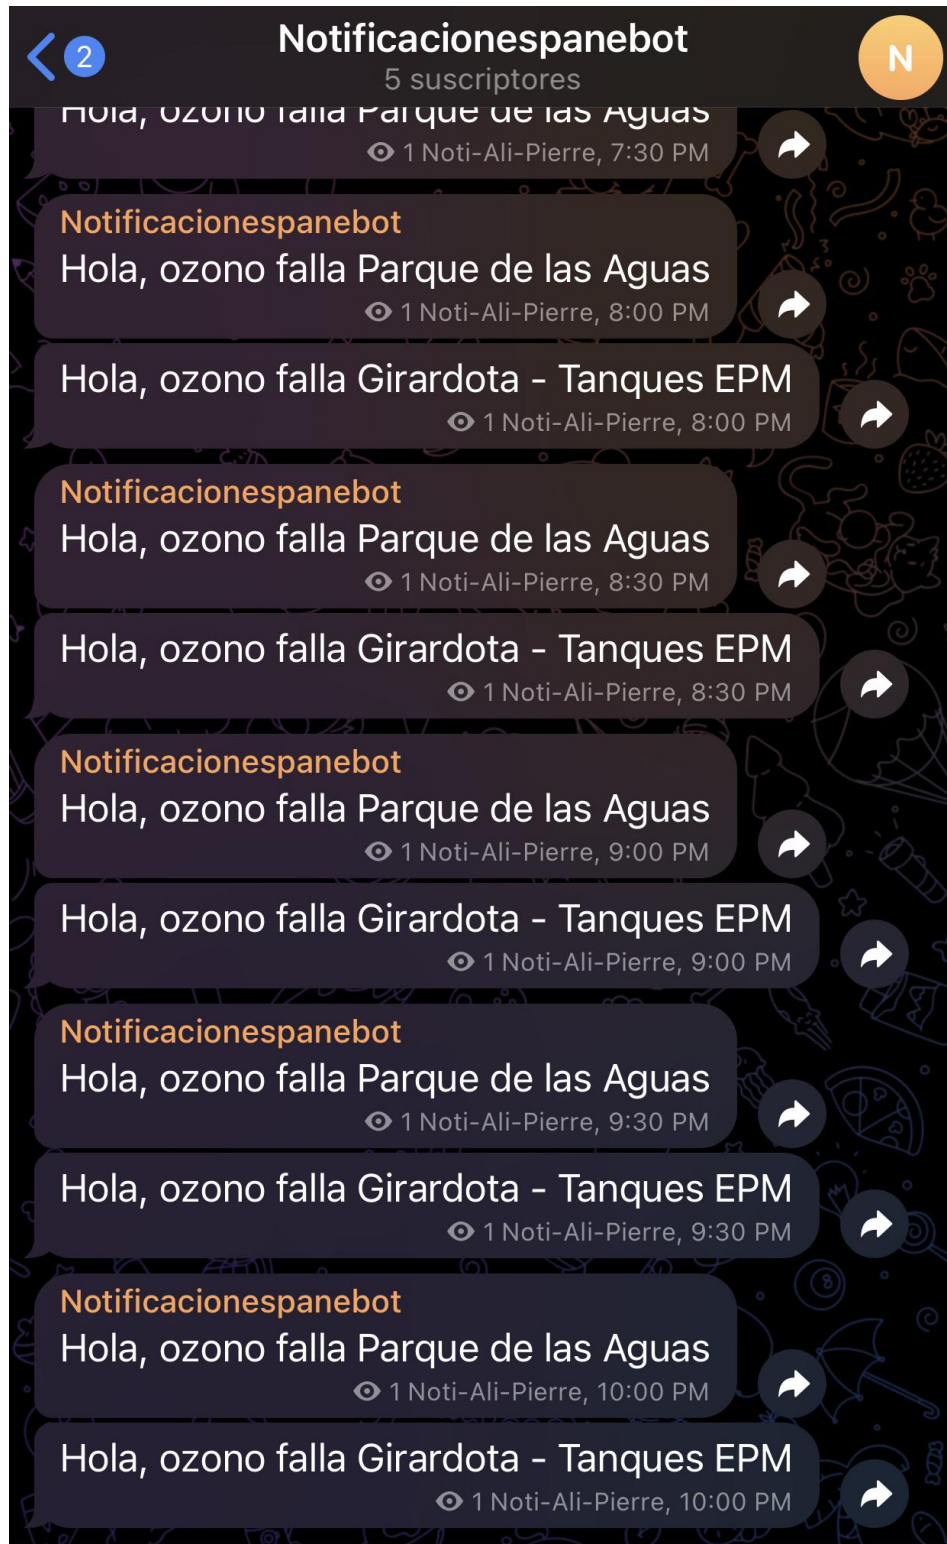 2
Notificacionespanebot
5 suscriptores
N
Hola, ozono falla Parque de las Aguas
1 Noti-Ali-Pierre, 7:30 PM
Notificacionespanebot
Hola, ozono falla Parque de las Aguas
1 Noti-Ali-Pierre, 8:00 PM
Hola, ozono falla Girardota - Tanques EPM
1 Noti-Ali-Pierre, 8:00 PM
Notificacionespanebot
Hola, ozono falla Parque de las Aguas
1 Noti-Ali-Pierre, 8:30 PM
Hola, ozono falla Girardota - Tanques EPM
1 Noti-Ali-Pierre, 8:30 PM
Notificacionespanebot
Hola, ozono falla Parque de las Aguas
1 Noti-Ali-Pierre, 9:00 PM
Hola, ozono falla Girardota - Tanques EPM
1 Noti-Ali-Pierre, 9:00 PM
Notificacionespanebot
Hola, ozono falla Parque de las Aguas
1 Noti-Ali-Pierre, 9:30 PM
Hola, ozono falla Girardota - Tanques EPM
1 Noti-Ali-Pierre, 9:30 PM
Notificacionespanebot
Hola, ozono falla Parque de las Aguas
1 Noti-Ali-Pierre, 10:00 PM
Hola, ozono falla Girardota - Tanques EPM
1 Noti-Ali-Pierre, 10:00 PM